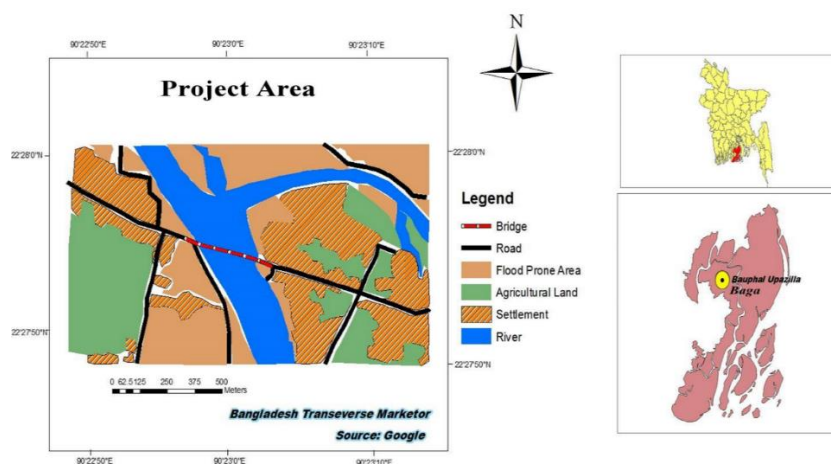 90°22'50"E
90°23'0"E
90°23'10"E
N
Project Area
22°28'0"N
22°28'0"N
22°27'50"N
22°27'50"N
0 62.5125 250 375 500
Meters
Bangladesh Transeverse Marketor
Source: Google
90°22'50"E
90°23'0"E
90°23'10"E
Legend
Bridge
Road
Flood Prone Area
Agricultural Land
Settlement
River
Bauphal Upazilla
Baga